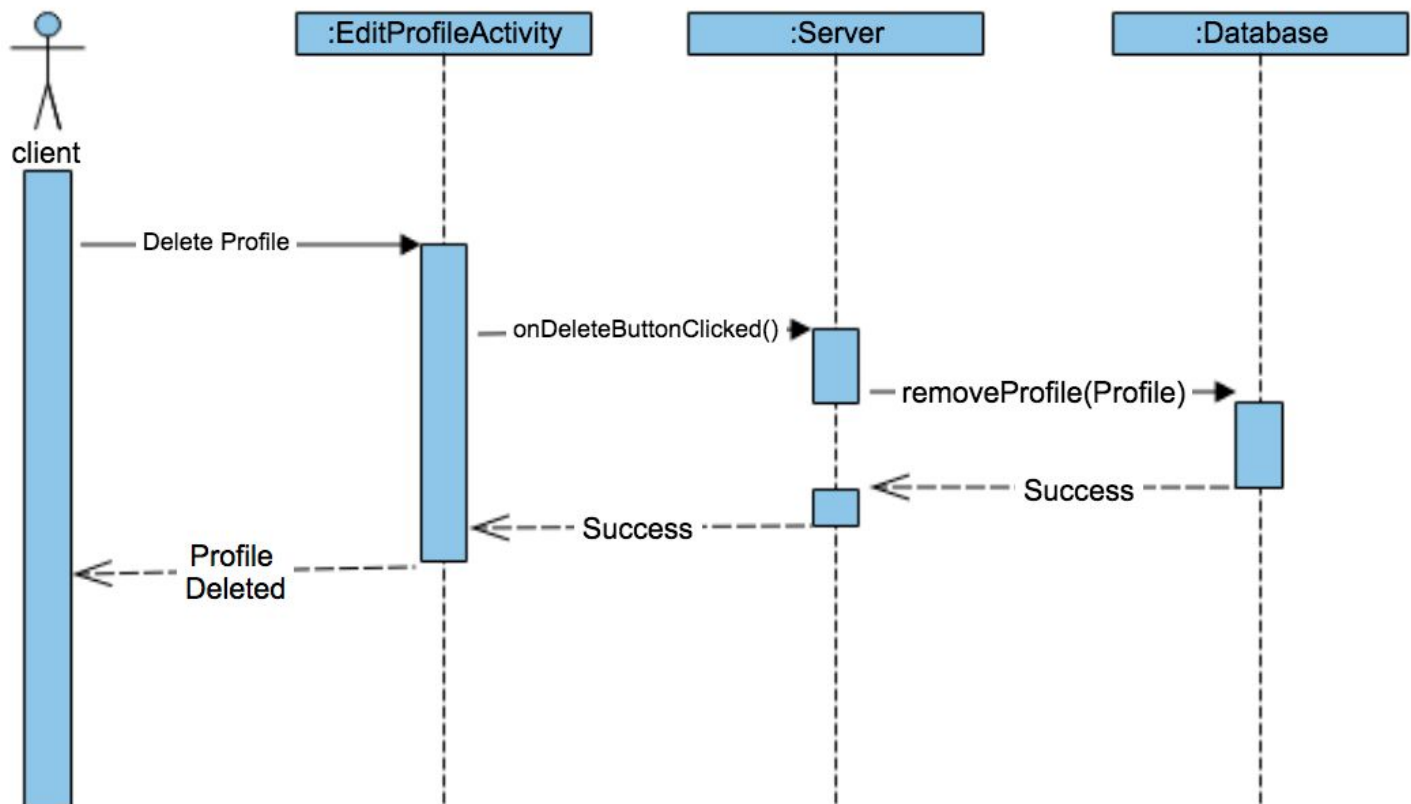 :EditProfileActivity
:Server
:Database
client
Delete Profile
onDeleteButtonClicked()
removeProfile(Profile)
Success
Success
Profile
Deleted